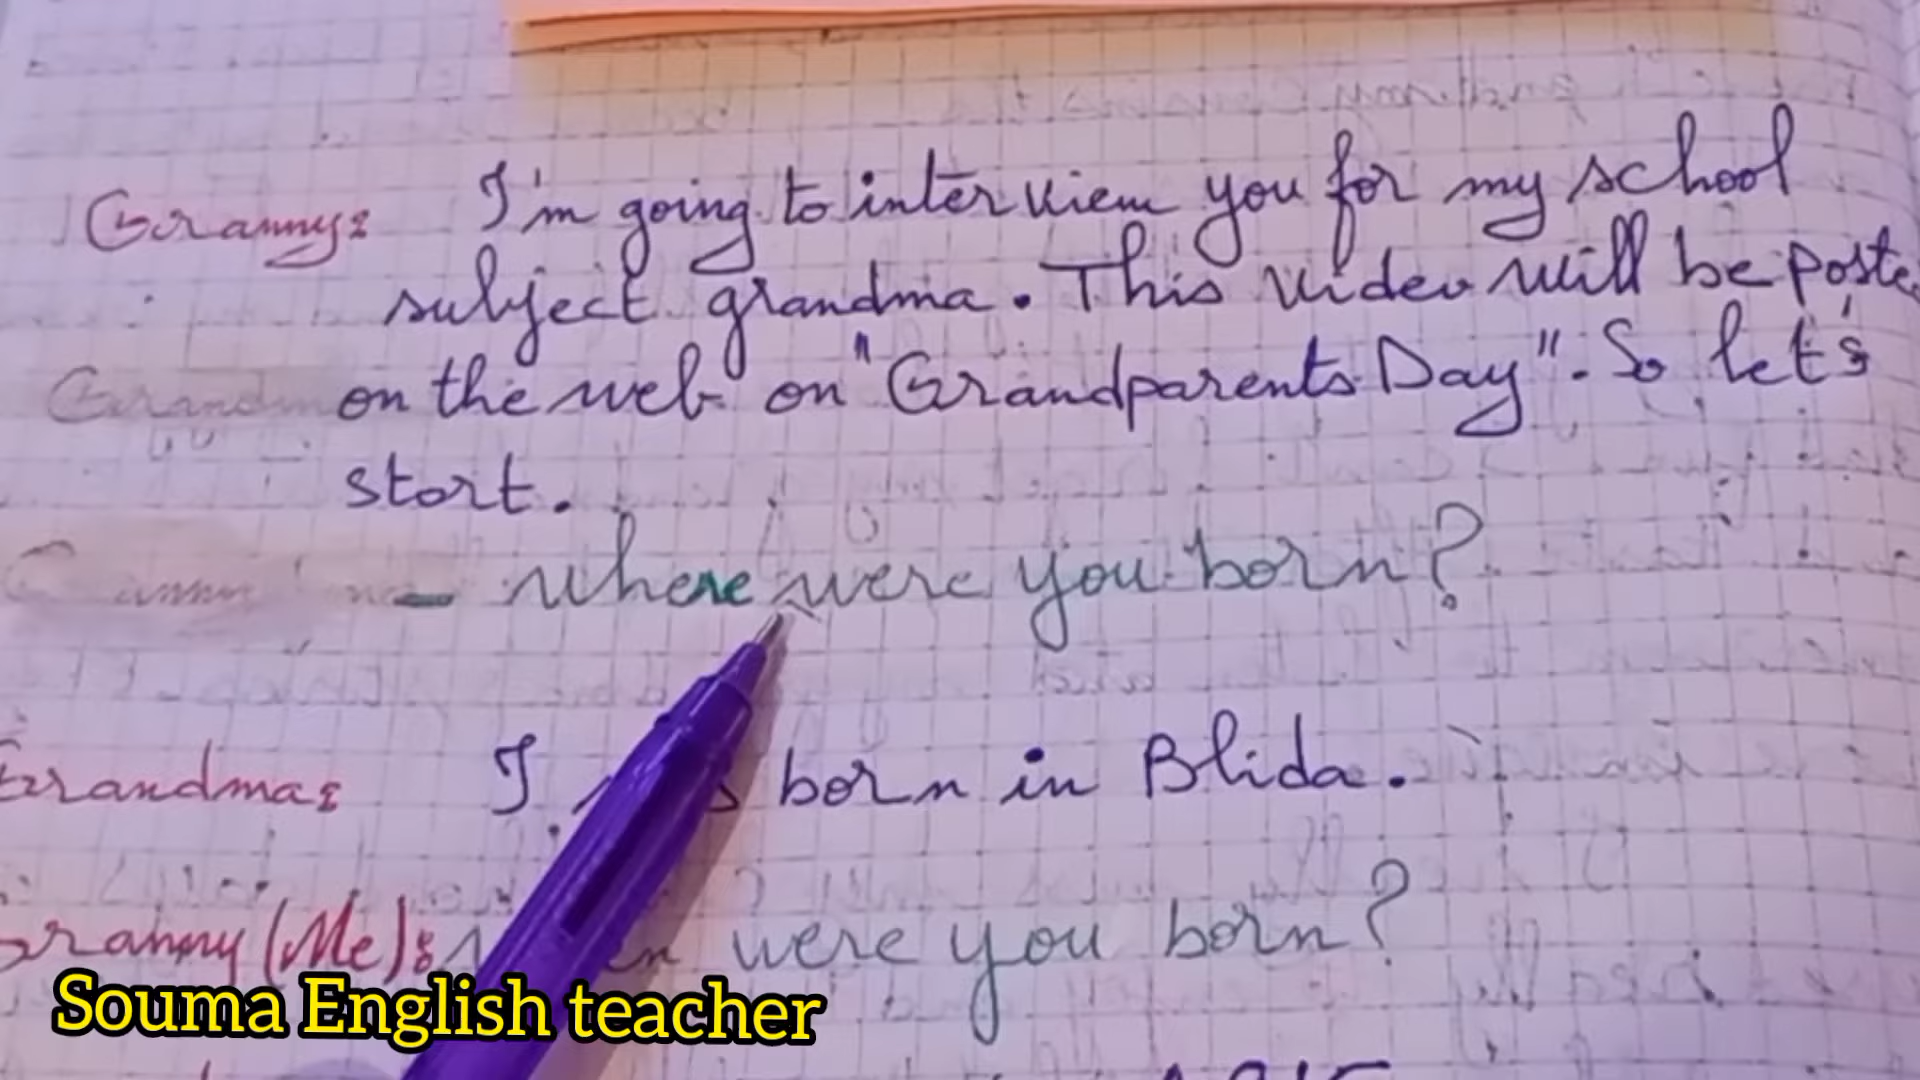 Granny: I'm going to interview you for my school
subject grandma. This video will be poste
on the web on "Grandparents Day". So let's
start.
- Where were you born?
Grandma: I born in Blida.
Granny (Me): were you born?
Souma English teacher